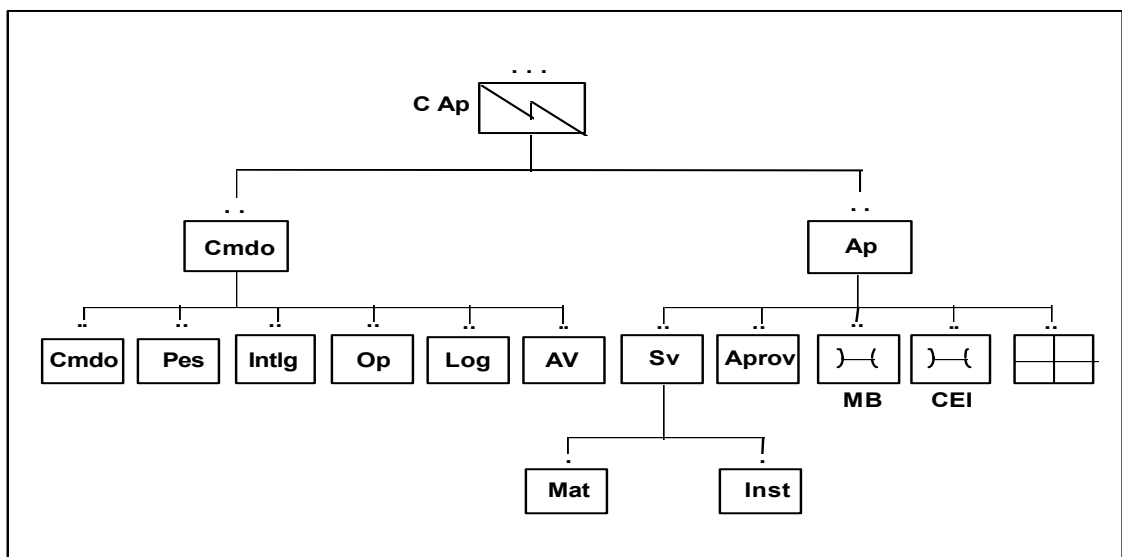 C Ap
Cmdo
Ap
Cmdo Pes Intlg Op Log AV Sv Aprov
MB CEI
Mat Inst